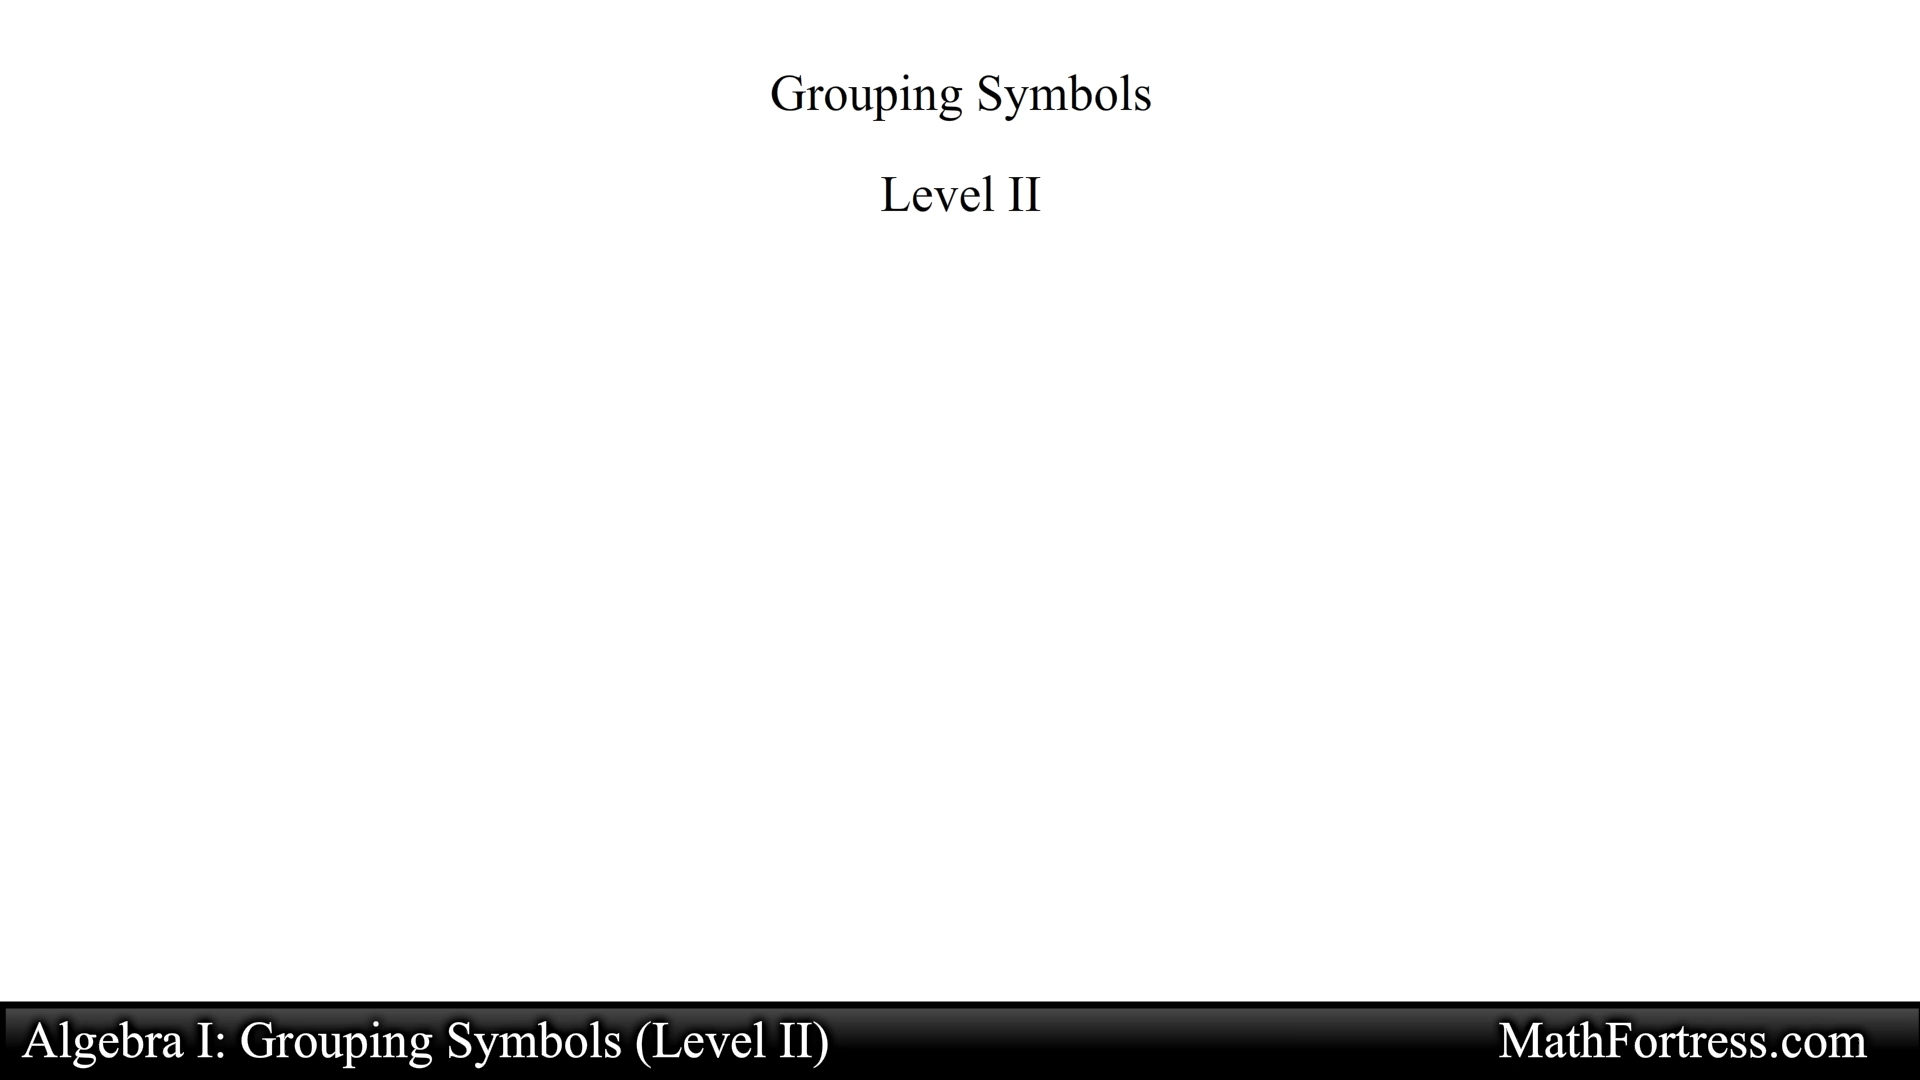 Grouping Symbols
Level II
Algebra I: Grouping Symbols (Level II)
MathFortress.com